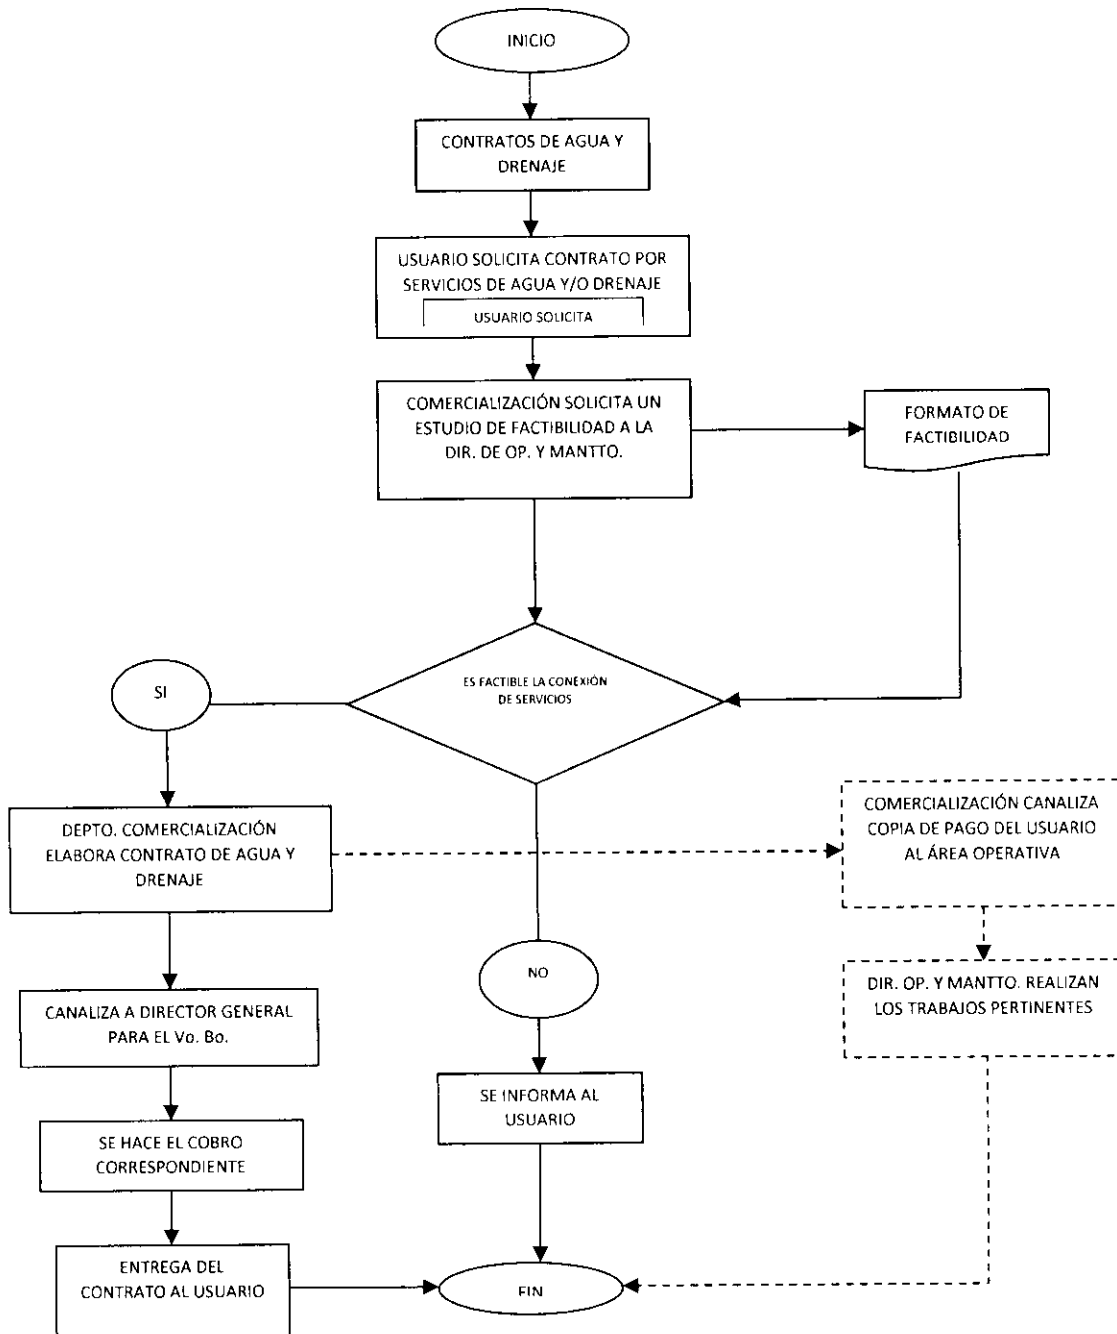 INICIO
CONTRATOS DE AGUA Y
DRENAJE
USUARIO SOLICITA CONTRATO POR
SERVICIOS DE AGUA Y/O DRENAJE
USUARIO SOLICITA
COMERCIALIZACIÓN SOLICITA UN
ESTUDIO DE FACTIBILIDAD A LA
DIR. DE OP. Y MANTTO.
FORMATO DE
FACTIBILIDAD
ES FACTIBLE LA CONEXIÓN
DE SERVICIOS
SI
DEPTO. COMERCIALIZACIÓN
ELABORA CONTRATO DE AGUA Y
DRENAJE
COMERCIALIZACIÓN CANALIZA
COPIA DE PAGO DEL USUARIO
AL ÁREA OPERATIVA
NO
DIR. OP. Y MANTTO. REALIZAN
LOS TRABAJOS PERTINENTES
CANALIZA A DIRECTOR GENERAL
PARA EL Vo. Bo.
SE INFORMA AL
USUARIO
SE HACE EL COBRO
CORRESPONDIENTE
ENTREGA DEL
CONTRATO AL USUARIO
FIN